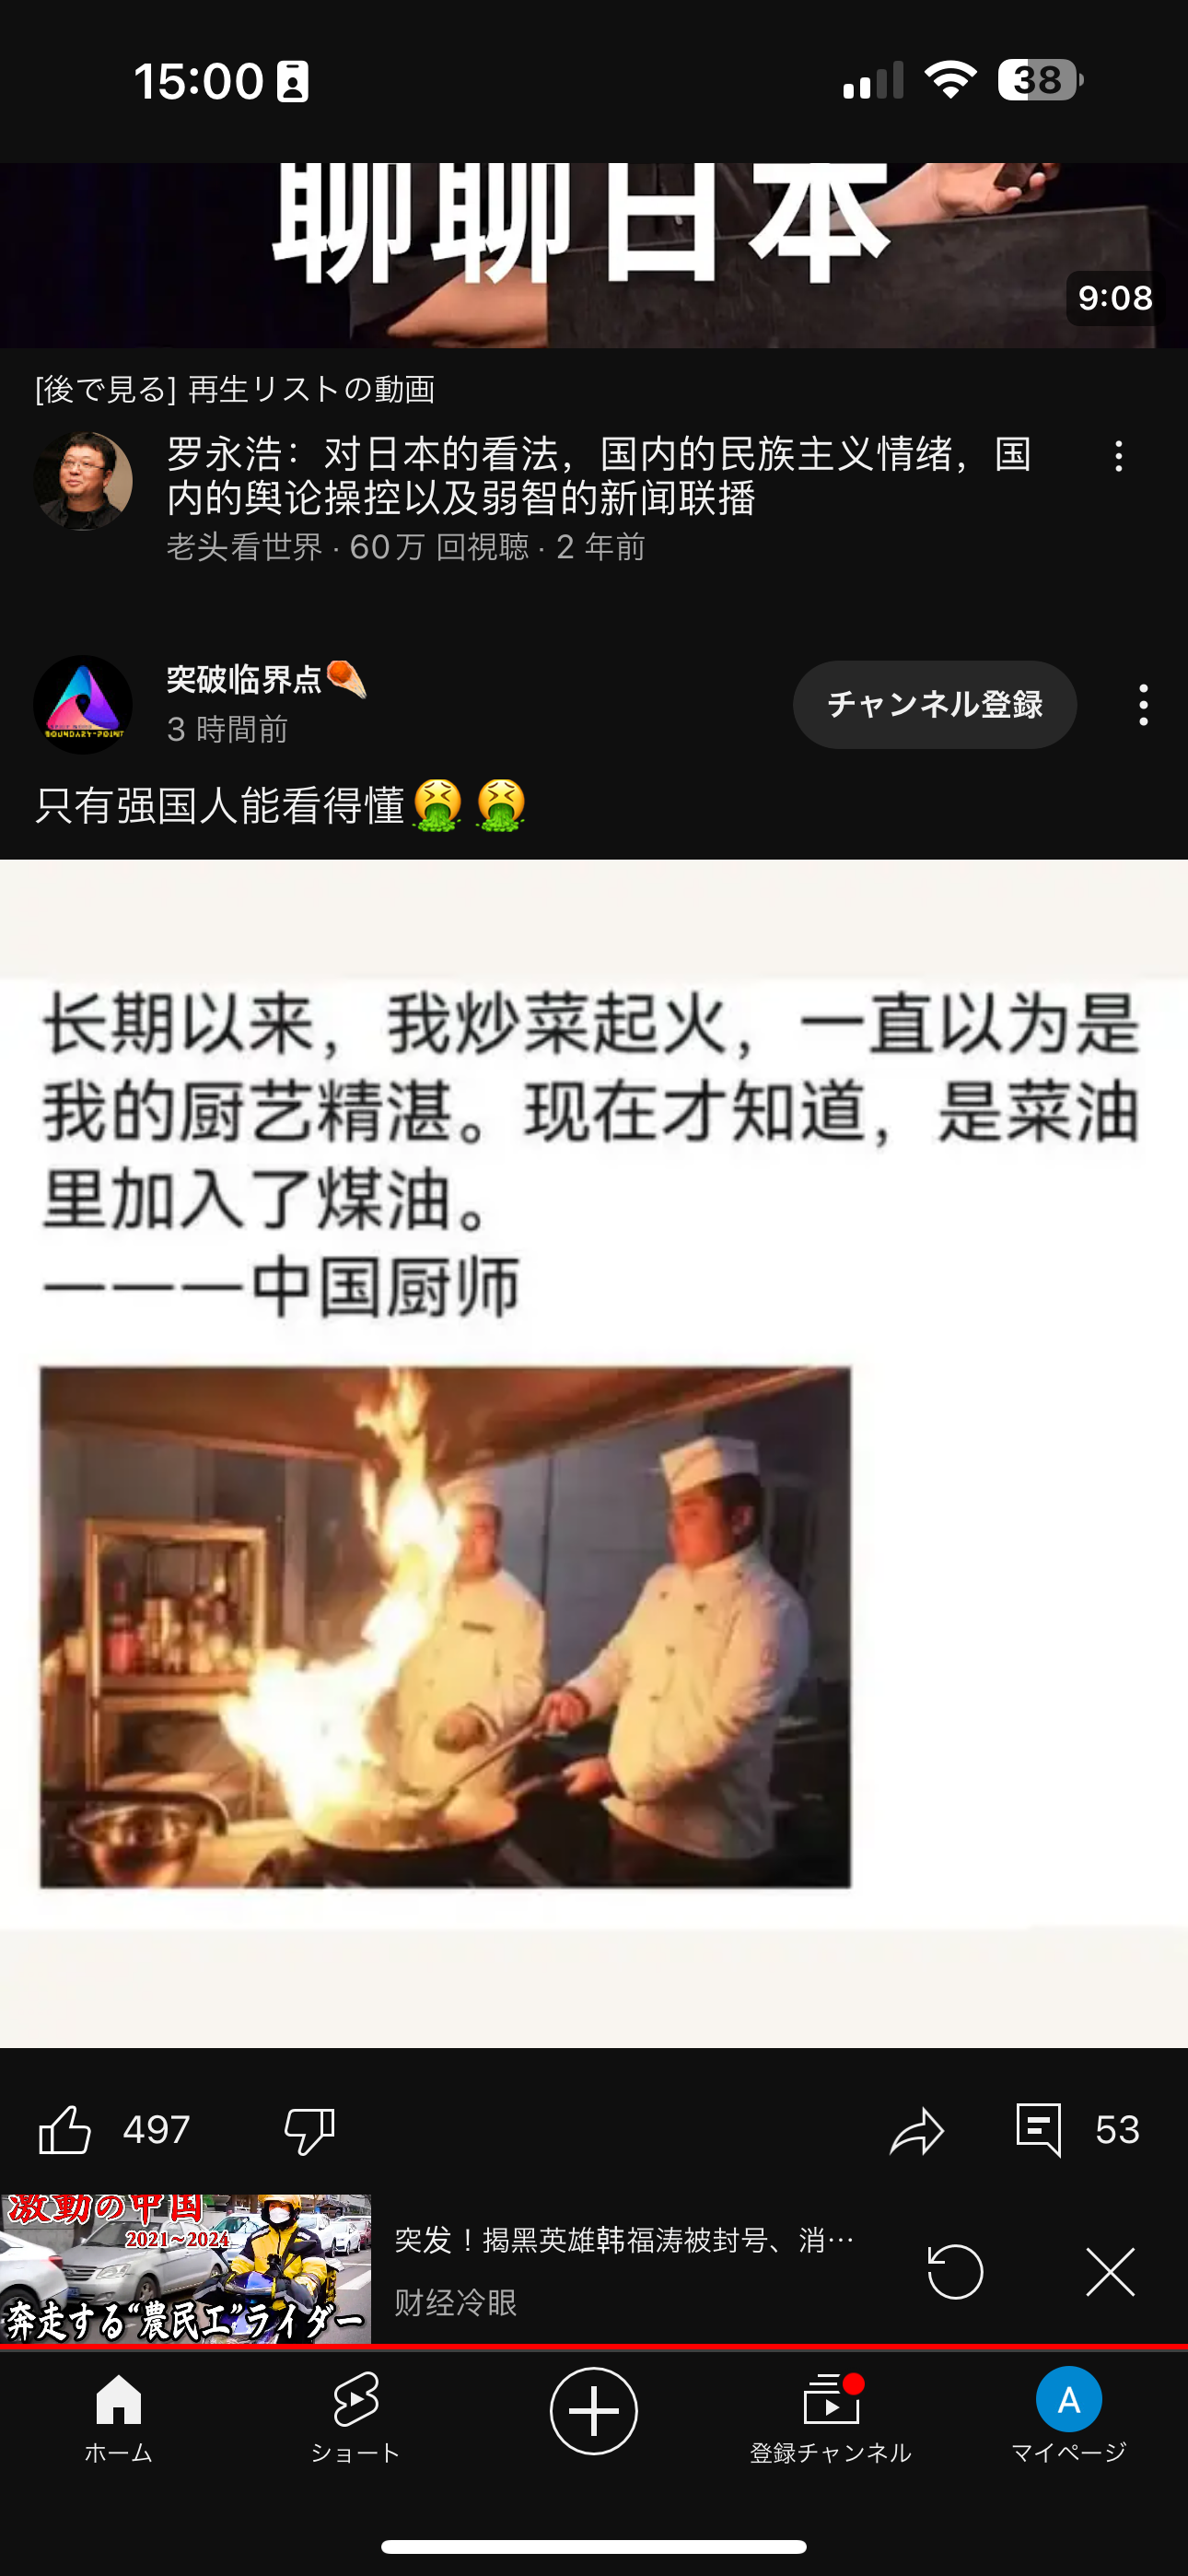 15:00
38
聊聊日本
9:08
[後で見る] 再生リストの動画
罗永浩：对日本的看法，国内的民族主义情绪，国
内的舆论操控以及弱智的新闻联播
老头看世界 · 60万 回視聴 · 2 年前
突破临界点
チャンネル登録
3 時間前
BOUNDARY-POINT
只有强国人能看得懂🤮🤮
长期以来，我炒菜起火，一直以为是
我的厨艺精湛。现在才知道，是菜油
里加入了煤油。
———中国厨师
497
53
激動の中国
2021~2024
奔走する“農民工”ライダー
突发！揭黑英雄韩福涛被封号、消…
财经冷眼
A
ホーム
ショート
登録チャンネル
マイページ